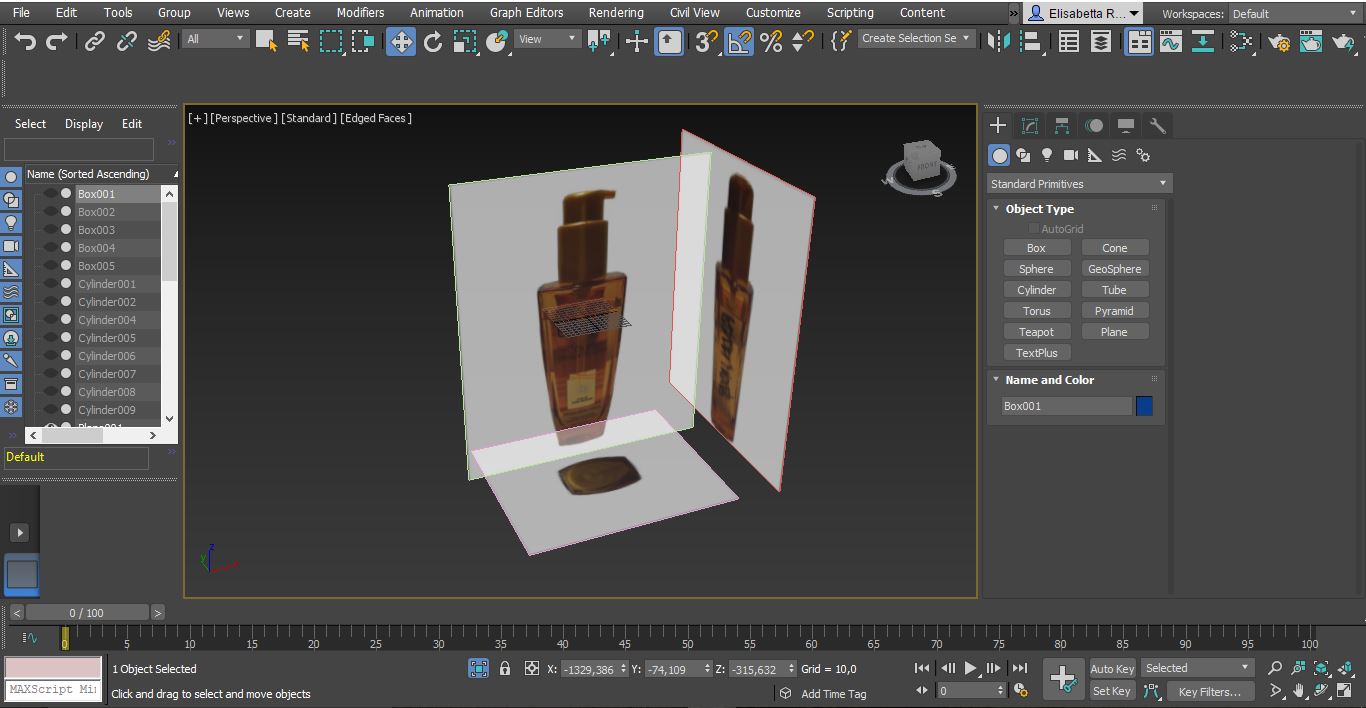 File Edit Tools Group Views Create Modifiers Animation Graph Editors Rendering Civil View Customize Scripting Content » Elisabetta R... Workspaces: Default
All View 3 Create Selection Se
Select Display Edit
[+] [Perspective ] [Standard ] [Edged Faces ]
FRONT
W S
Name (Sorted Ascending)
Box001
Box002
Box003
Box004
Box005
Cylinder001
Cylinder002
Cylinder004
Cylinder005
Cylinder006
Cylinder007
Cylinder008
Cylinder009
Plane001
Default
Standard Primitives
Object Type
AutoGrid
Box Cone
Sphere GeoSphere
Cylinder Tube
Torus Pyramid
Teapot Plane
TextPlus
Name and Color
Box001
z
y
x
< 0 / 100 >
0 5 10 15 20 25 30 35 40 45 50 55 60 65 70 75 80 85 90 95 100
1 Object Selected X: -1329,386 Y: -74,109 Z: -315,632 Grid = 10,0 Auto Key Selected
MAXScript Mi Click and drag to select and move objects Add Time Tag 0 Set Key Key Filters...